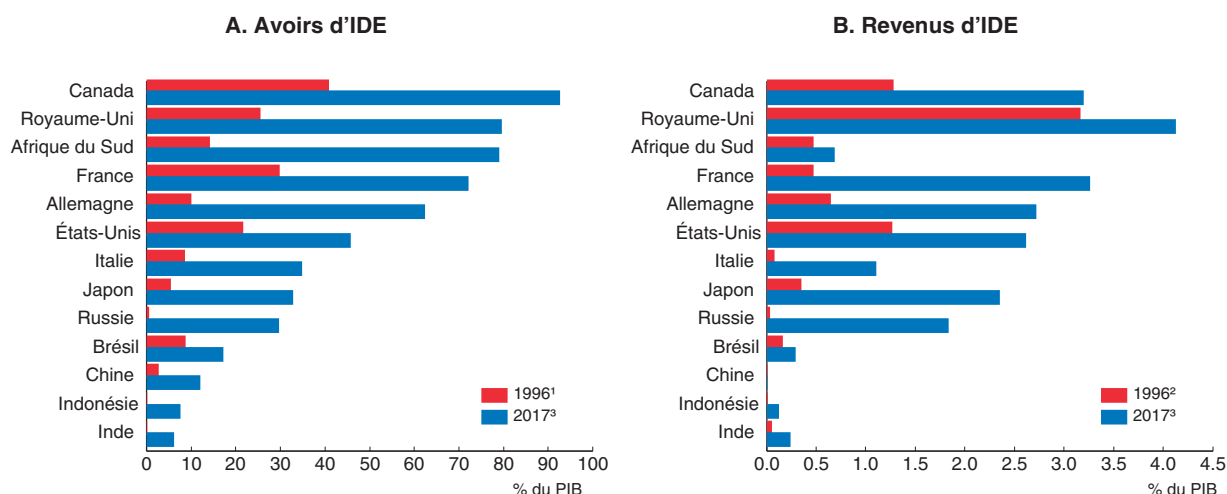 A. Avoirs d'IDE
Canada
Royaume-Uni
Afrique du Sud
France
Allemagne
États-Unis
Italie
Japon
Russie
Brésil
Chine
Indonésie
Inde
1996¹
2017³
0 10 20 30 40 50 60 70 80 90 100
% du PIB
B. Revenus d'IDE
Canada
Royaume-Uni
Afrique du Sud
France
Allemagne
États-Unis
Italie
Japon
Russie
Brésil
Chine
Indonésie
Inde
1996²
2017³
0.0 0.5 1.5 2.0 2.5 3.0 3.1 4.0 4.5
% du PIB